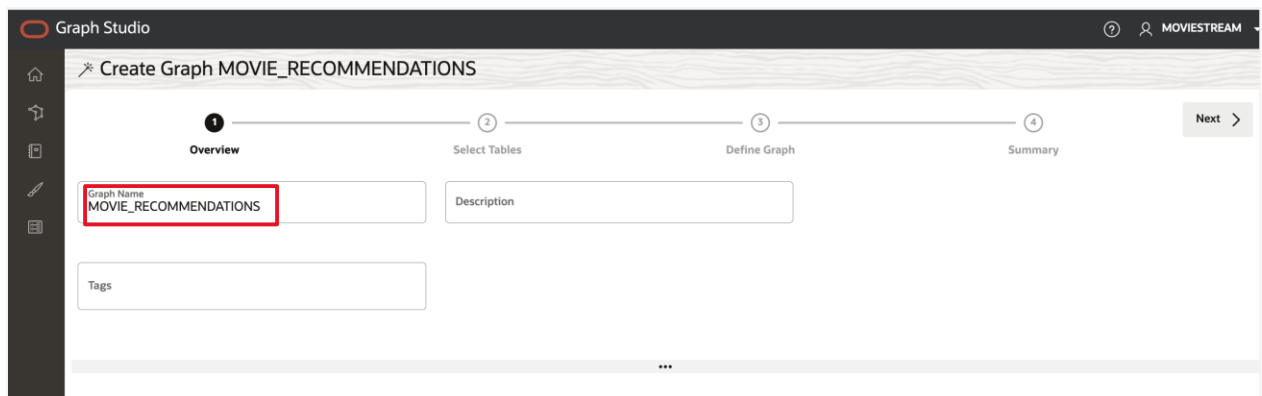 Graph Studio
? MOVIESTREAM
Create Graph MOVIE_RECOMMENDATIONS
1 2 3 4
Overview Select Tables Define Graph Summary
Next
Graph Name
MOVIE_RECOMMENDATIONS
Description
Tags
•••